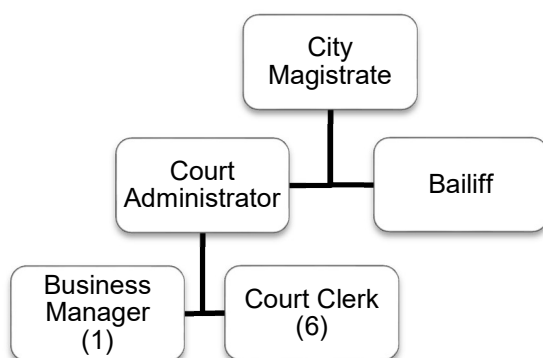 City
Magistrate
Court
Administrator
Bailiff
Business
Manager
(1)
Court Clerk
(6)